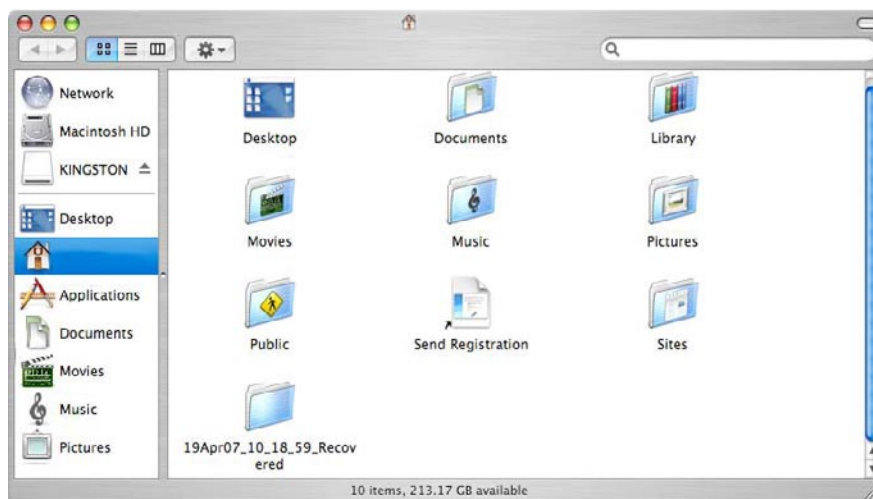 Network
Macintosh HD
KINGSTON
Desktop
Applications
Documents
Movies
Music
Pictures
Desktop
Documents
Library
Movies
Music
Pictures
Public
Send Registration
Sites
19Apr07_10_18_59_Recov
ered
10 items, 213.17 GB available